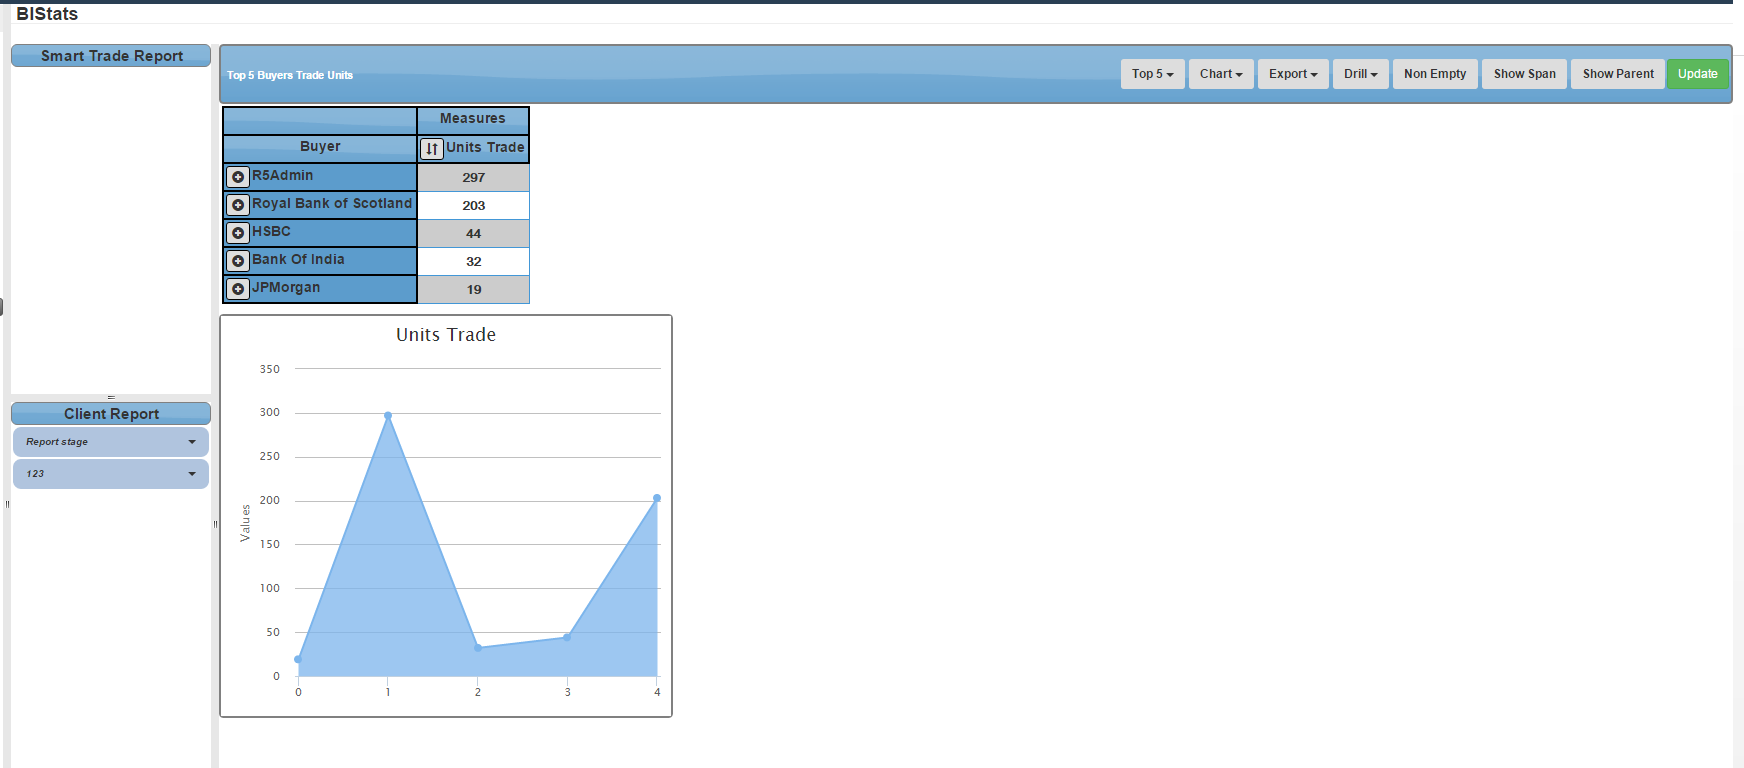 BIStats
Smart Trade Report
Top 5 Buyers Trade Units
Top 5 Chart Export Drill Non Empty Show Span Show Parent Update
Measures
Buyer Units Trade
R5Admin 297
Royal Bank of Scotland 203
HSBC 44
Bank Of India 32
JPMorgan 19
Units Trade
350
300
250
200
150
100
50
0
Values
0 1 2 3 4
Client Report
Report stage
123